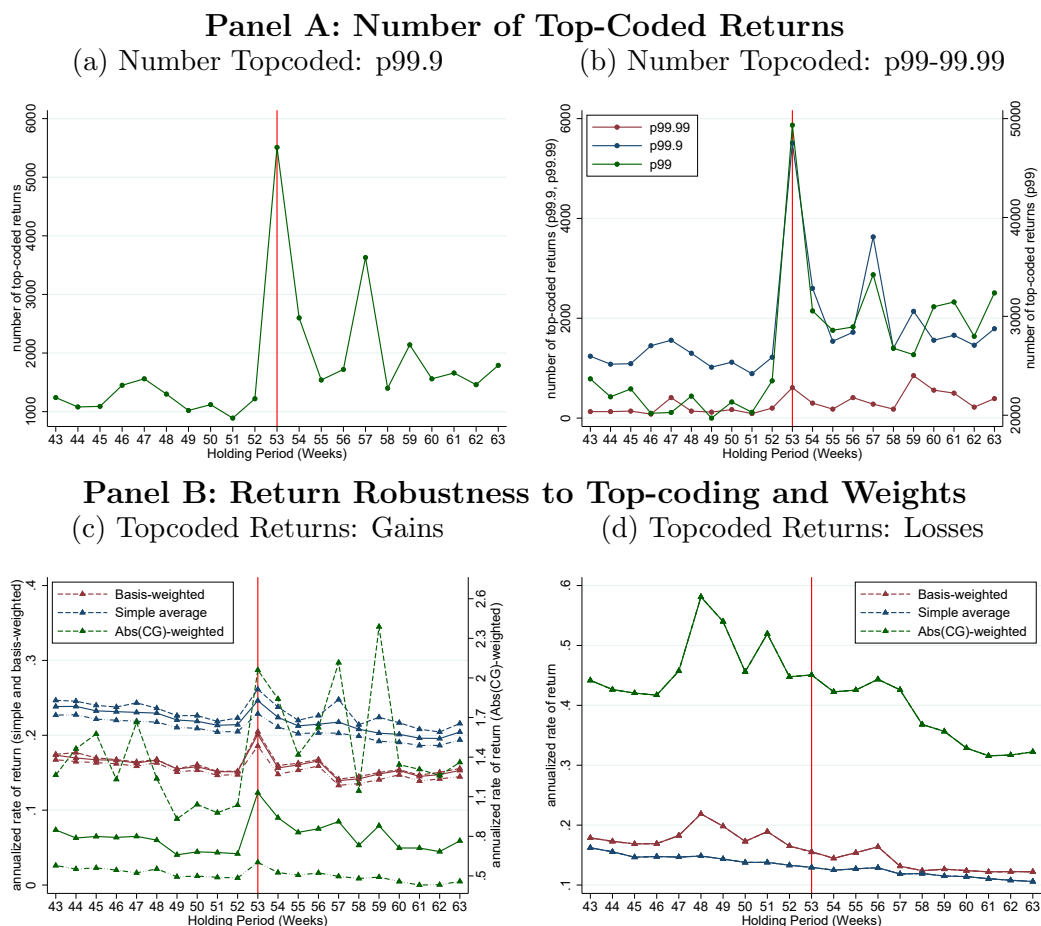 Panel A: Number of Top-Coded Returns
(a) Number Topcoded: p99.9
(b) Number Topcoded: p99-99.99
number of top-coded returns
6000
5000
4000
3000
2000
1000
43 44 45 46 47 48 49 50 51 52 53 54 55 56 57 58 59 60 61 62 63
Holding Period (Weeks)
number of top-coded returns (p99.9, p99.99)
6000
4000
2000
0
p99.99
p99.9
p99
50000
40000
30000
20000
number of top-coded returns (p99)
43 44 45 46 47 48 49 50 51 52 53 54 55 56 57 58 59 60 61 62 63
Holding Period (Weeks)
Panel B: Return Robustness to Top-coding and Weights
(c) Topcoded Returns: Gains
(d) Topcoded Returns: Losses
annualized rate of return (simple and basis-weighted)
.4
.3
.2
.1
0
Basis-weighted
Simple average
Abs(CG)-weighted
2.6
2.3
2
1.7
1.4
1.1
.8
.5
annualized rate of return (Abs(CG)-weighted)
43 44 45 46 47 48 49 50 51 52 53 54 55 56 57 58 59 60 61 62 63
Holding Period (Weeks)
annualized rate of return
.6
.5
.4
.3
.2
.1
Basis-weighted
Simple average
Abs(CG)-weighted
43 44 45 46 47 48 49 50 51 52 53 54 55 56 57 58 59 60 61 62 63
Holding Period (Weeks)